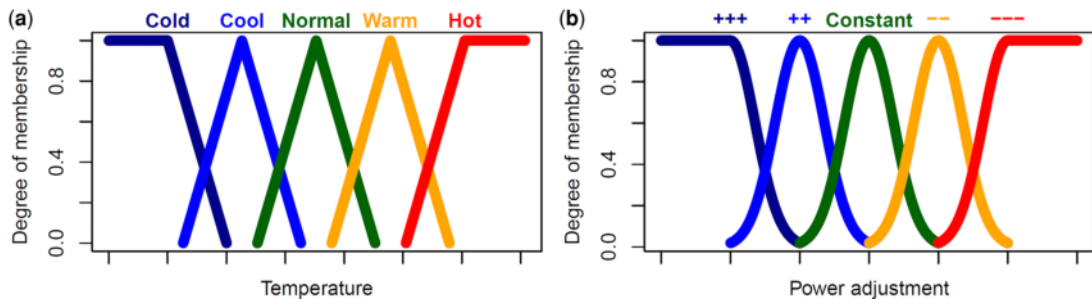 (a)
Cold Cool Normal Warm Hot
Degree of membership
0.8
0.4
0.0
Temperature
(b)
+++ ++ Constant -- ---
Degree of membership
0.8
0.4
0.0
Power adjustment